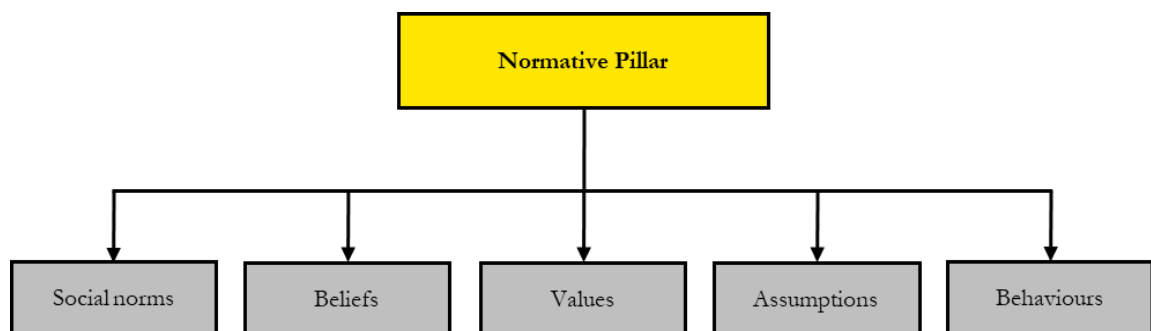 Normative Pillar
Social norms
Beliefs
Values
Assumptions
Behaviours